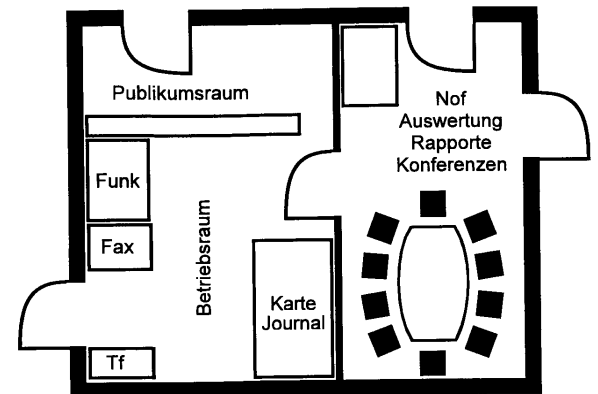 Publikumsraum
Nof
Auswertung
Rapporte
Konferenzen
Funk
Fax
Betriebsraum
Karte
Journal
Tf